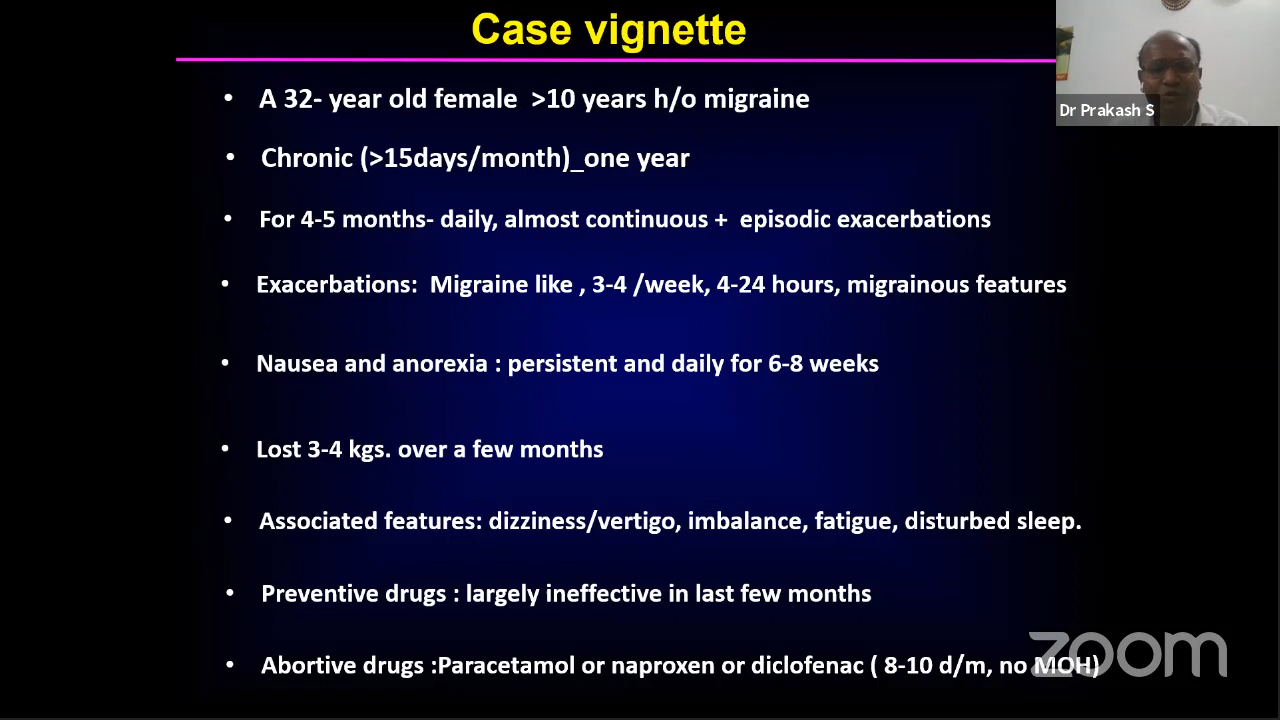 Case vignette
• A 32- year old female >10 years h/o migraine
Dr Prakash S
• Chronic (>15days/month)_one year
• For 4-5 months- daily, almost continuous + episodic exacerbations
• Exacerbations: Migraine like , 3-4 /week, 4-24 hours, migrainous features
• Nausea and anorexia : persistent and daily for 6-8 weeks
• Lost 3-4 kgs. over a few months
• Associated features: dizziness/vertigo, imbalance, fatigue, disturbed sleep.
• Preventive drugs : largely ineffective in last few months
• Abortive drugs :Paracetamol or naproxen or diclofenac ( 8-10 d/m, no MOH)
zoom